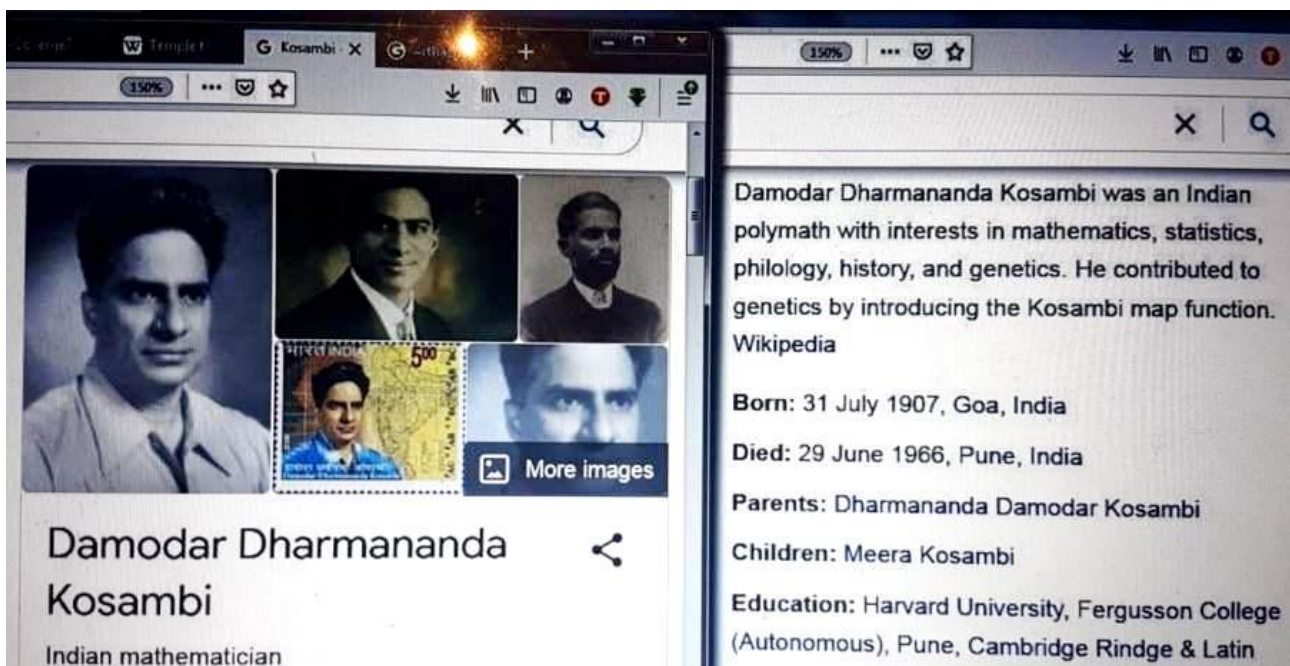 Temple t
G Kosambi - X
150%
150%
भारत INDIA
5.00
More images
Damodar Dharmananda
Kosambi
Indian mathematician
Damodar Dharmananda Kosambi was an Indian
polymath with interests in mathematics, statistics,
philology, history, and genetics. He contributed to
genetics by introducing the Kosambi map function.
Wikipedia
Born: 31 July 1907, Goa, India
Died: 29 June 1966, Pune, India
Parents: Dharmananda Damodar Kosambi
Children: Meera Kosambi
Education: Harvard University, Fergusson College
(Autonomous), Pune, Cambridge Rindge & Latin